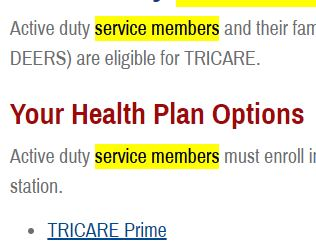 Active duty service members and their fam
DEERS) are eligible for TRICARE.
Your Health Plan Options
Active duty service members must enroll in
station.
• TRICARE Prime